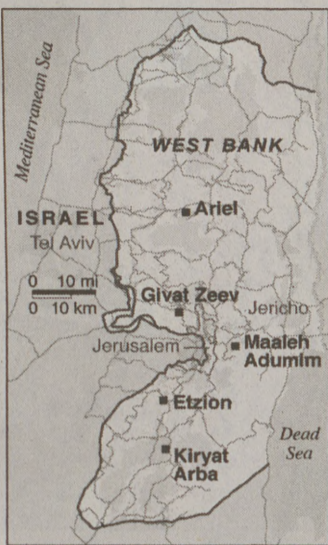 Mediterranean Sea
WEST BANK
Ariel
ISRAEL
Tel Aviv
0 10 mi
0 10 km
Givat Zeev
Jericho
Jerusalem
Maaleh
Adumim
Etzion
Dead
Sea
Kiryat
Arba